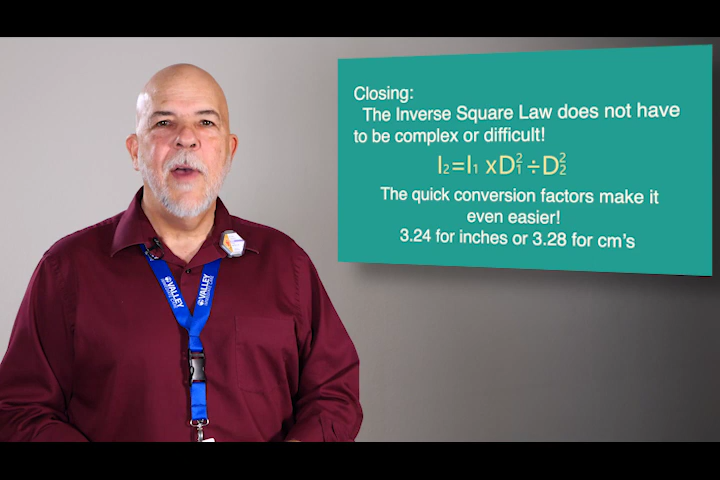 Closing:
The Inverse Square Law does not have
to be complex or difficult!
I₂=I₁ xD₁²÷D₂²
The quick conversion factors make it
even easier!
3.24 for inches or 3.28 for cm's
VALLEY
VALLEY